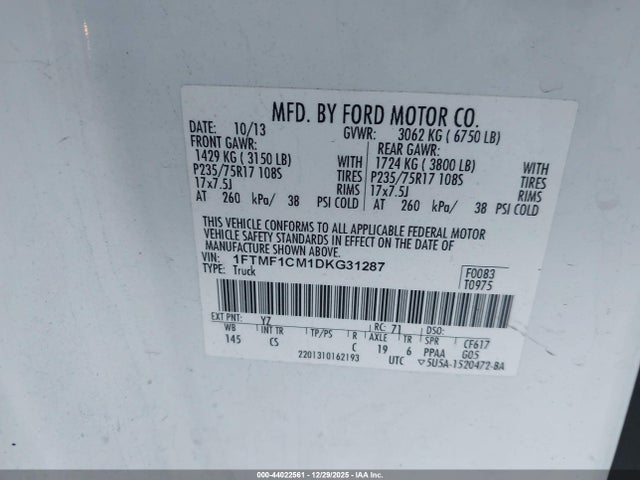 MFD. BY FORD MOTOR CO.
DATE: 10/13 GVWR: 3062 KG ( 6750 LB)
FRONT GAWR: REAR GAWR:
1429 KG ( 3150 LB) WITH 1724 KG ( 3800 LB) WITH
P235/75R17 108S TIRES P235/75R17 108S TIRES
17x7.5J RIMS 17x7.5J RIMS
AT 260 kPa/ 38 PSI COLD AT 260 kPa/ 38 PSI COLD
THIS VEHICLE CONFORMS TO ALL APPLICABLE FEDERAL MOTOR
VEHICLE SAFETY STANDARDS IN EFFECT ON THE DATE OF
MANUFACTURE SHOWN ABOVE.
VIN: 1FTMF1CM1DKG31287 F0083
TYPE: Truck T0975
EXT PNT: YZ RC: 71 DSO:
WB INT TR TP/PS R AXLE TR SPR CF617
145 CS C 19 6 PPAA G05
2201310162193 UTC ▽5U5A-1520472-BA
000-44022561 - 12/29/2025 - IAA Inc.